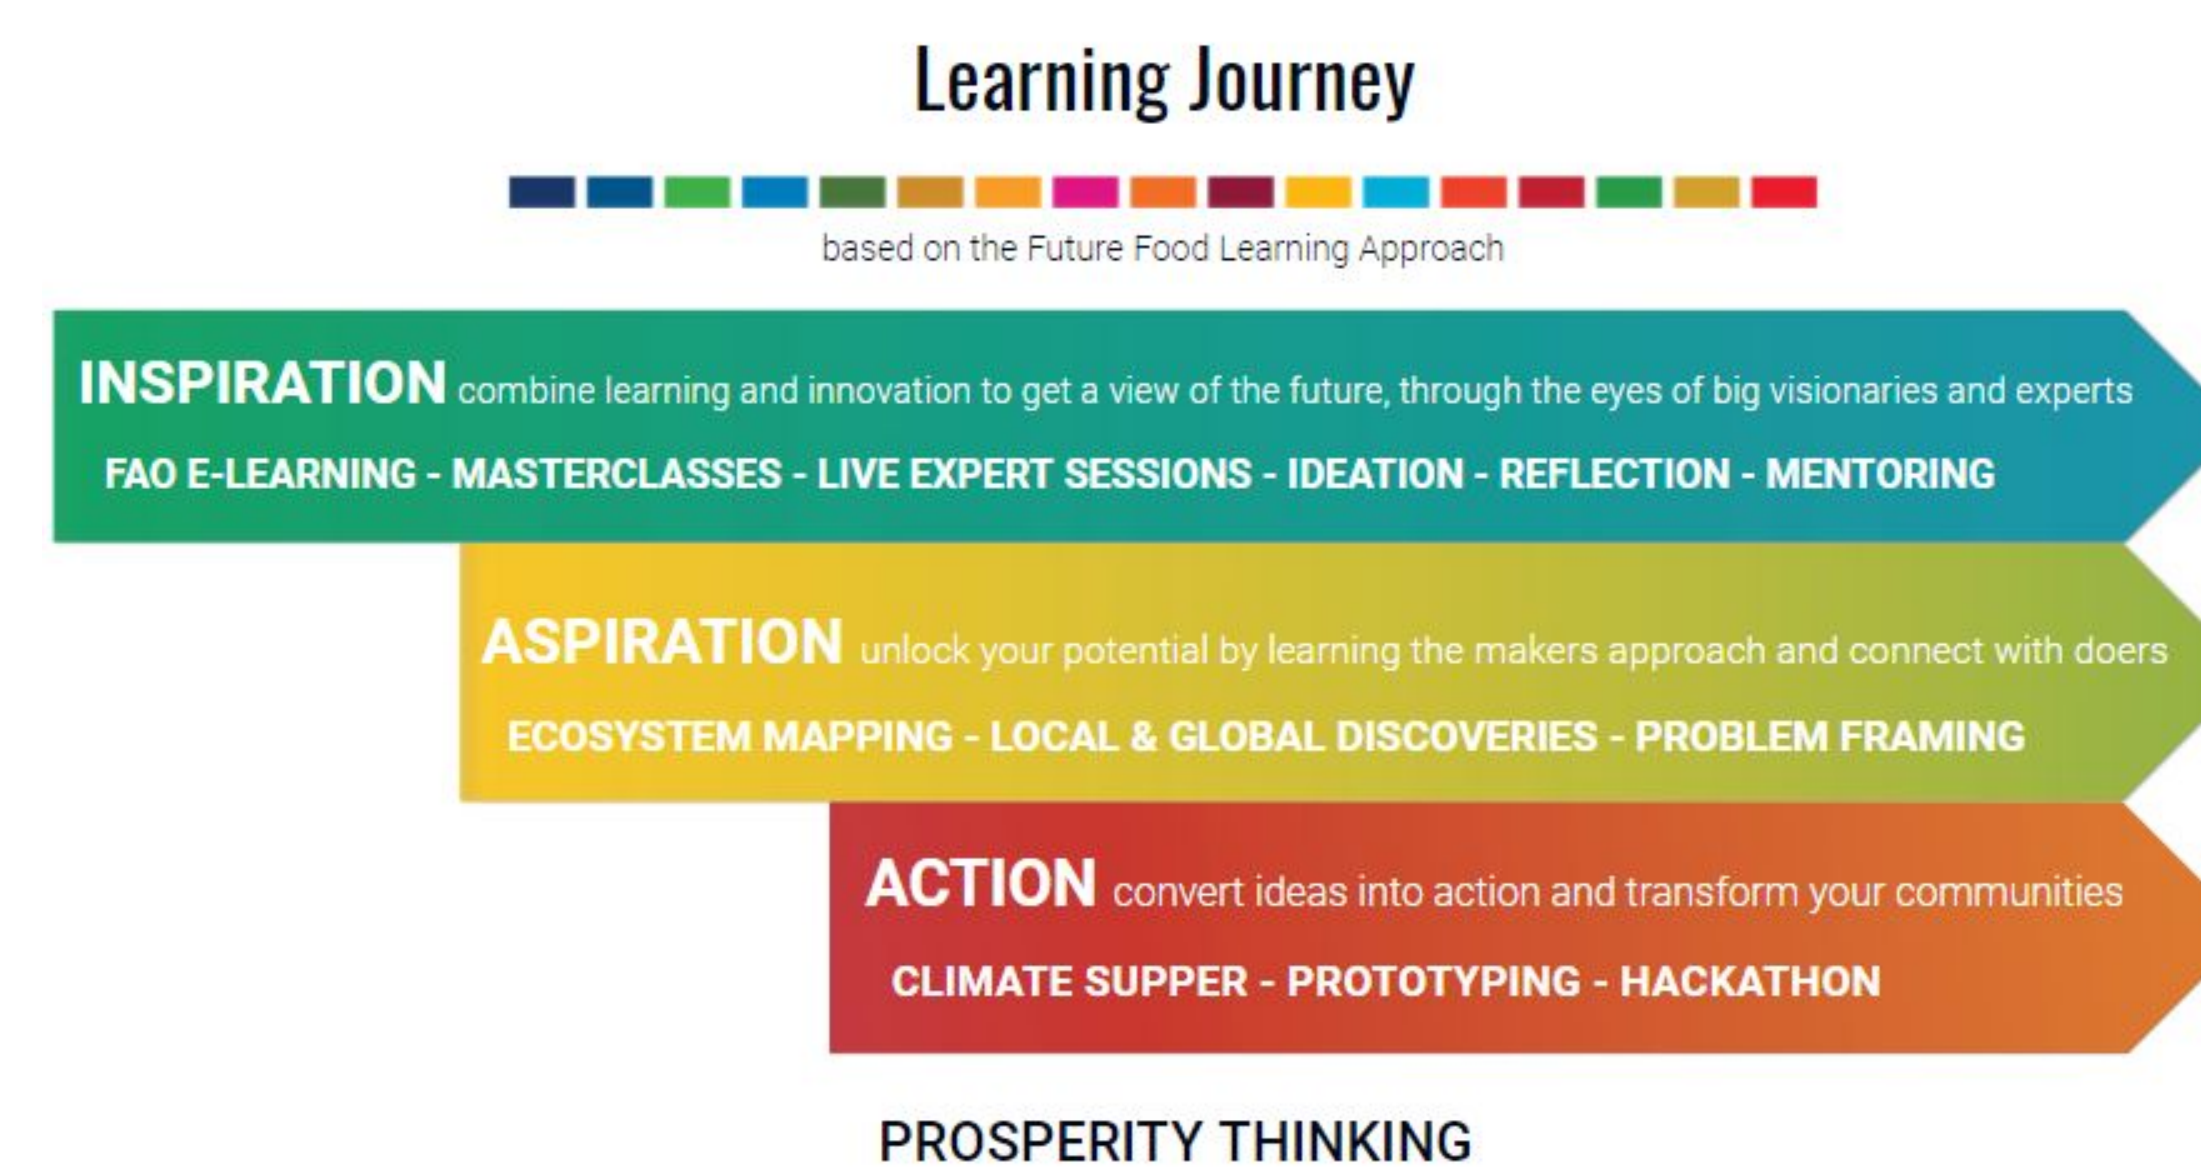 Learning Journey
based on the Future Food Learning Approach
INSPIRATION combine learning and innovation to get a view of the future, through the eyes of big visionaries and experts
FAO E-LEARNING - MASTERCLASSES - LIVE EXPERT SESSIONS - IDEATION - REFLECTION - MENTORING
ASPIRATION unlock your potential by learning the makers approach and connect with doers
ECOSYSTEM MAPPING - LOCAL & GLOBAL DISCOVERIES - PROBLEM FRAMING
ACTION convert ideas into action and transform your communities
CLIMATE SUPPER - PROTOTYPING - HACKATHON
PROSPERITY THINKING